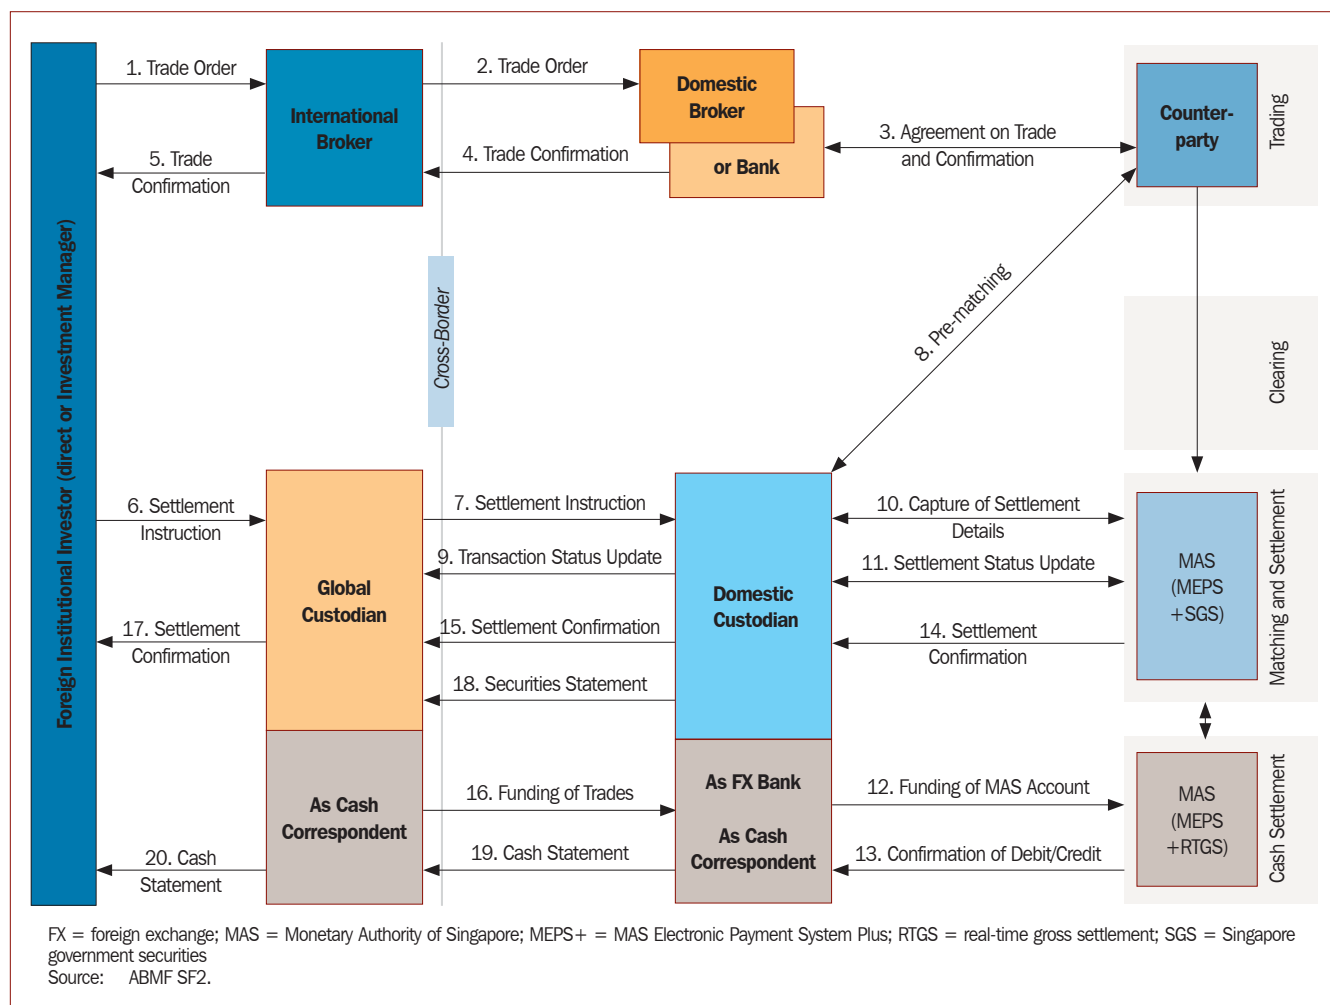 Foreign Institutional Investor (direct or Investment Manager)
1. Trade Order
International
Broker
2. Trade Order
Domestic
Broker
or Bank
3. Agreement on Trade
and Confirmation
Counter-
party
Trading
5. Trade
Confirmation
4. Trade Confirmation
Cross-Border
8. Pre-matching
Clearing
6. Settlement
Instruction
7. Settlement Instruction
10. Capture of Settlement
Details
9. Transaction Status Update
11. Settlement Status Update
Global
Custodian
Domestic
Custodian
MAS
(MEPS
+SGS)
Matching and Settlement
17. Settlement
Confirmation
15. Settlement Confirmation
14. Settlement
Confirmation
18. Securities Statement
As Cash
Correspondent
16. Funding of Trades
As FX Bank
As Cash
Correspondent
12. Funding of MAS Account
MAS
(MEPS
+RTGS)
Cash Settlement
20. Cash
Statement
19. Cash Statement
13. Confirmation of Debit/Credit
FX = foreign exchange; MAS = Monetary Authority of Singapore; MEPS+ = MAS Electronic Payment System Plus; RTGS = real-time gross settlement; SGS = Singapore
government securities
Source: ABMF SF2.